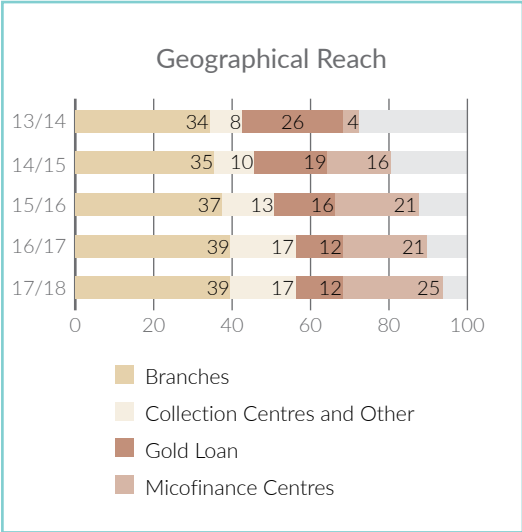 Geographical Reach
13/14 34 8 26 4
14/15 35 10 19 16
15/16 37 13 16 21
16/17 39 17 12 21
17/18 39 17 12 25
0 20 40 60 80 100
Branches
Collection Centres and Other
Gold Loan
Micofinance Centres